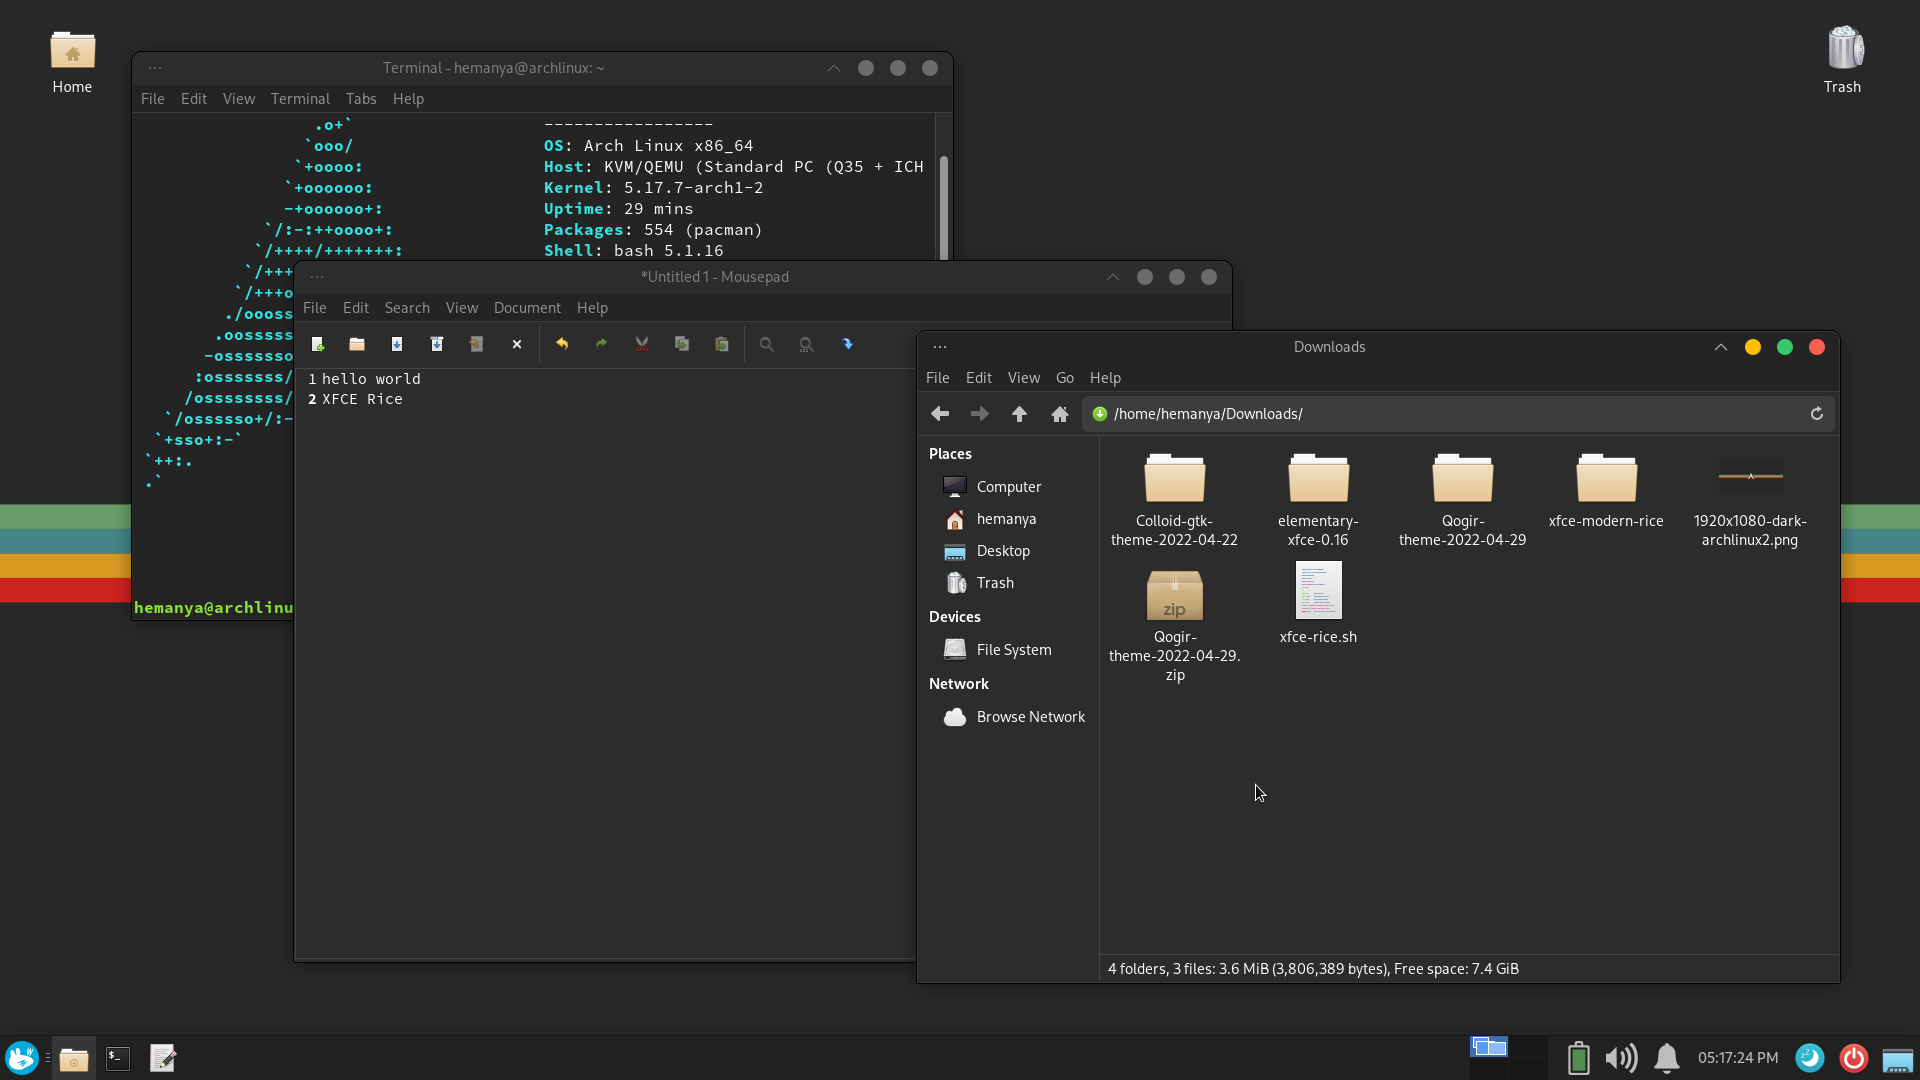 Home
Trash
Terminal - hemanya@archlinux: ~
File Edit View Terminal Tabs Help
.o+`
`ooo/
`+oooo:
`+oooooo:
-+oooooo+:
`/:-:++oooo+:
`/++++/+++++++:
`/+++
`/+++o
./oooss
.oosssss
-ossssssо
:osssssss/
/ossssssss/
`/ossssso+/:-
`+sso+:-`
`++:.
.`
-----------------
OS: Arch Linux x86_64
Host: KVM/QEMU (Standard PC (Q35 + ICH
Kernel: 5.17.7-arch1-2
Uptime: 29 mins
Packages: 554 (pacman)
Shell: bash 5.1.16
hemanya@archlinu
*Untitled 1 - Mousepad
File Edit Search View Document Help
1 hello world
2 XFCE Rice
Downloads
File Edit View Go Help
/home/hemanya/Downloads/
Places
Computer
hemanya
Desktop
Trash
Devices
File System
Network
Browse Network
Colloid-gtk-
theme-2022-04-22
elementary-
xfce-0.16
Qogir-
theme-2022-04-29
xfce-modern-rice
1920x1080-dark-
archlinux2.png
zip
Qogir-
theme-2022-04-29.
zip
xfce-rice.sh
4 folders, 3 files: 3.6 MiB (3,806,389 bytes), Free space: 7.4 GiB
$_
05:17:24 PM